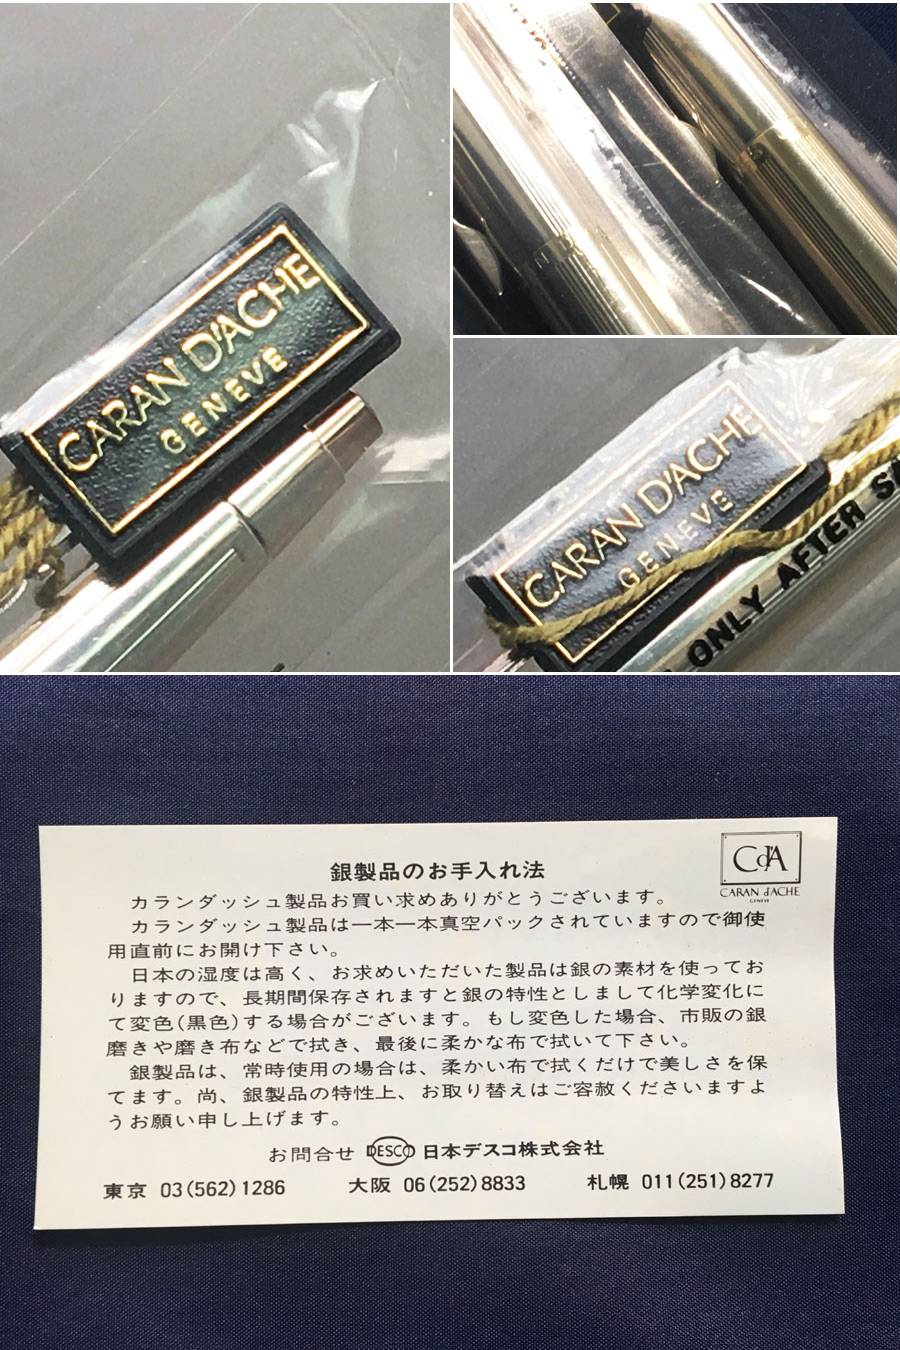 CARAN D'ACHE
GENEVE
CARAN D'ACHE
GENEVE
ONLY AFTER
銀製品のお手入れ法
CdA
CARAN dACHE
GENEVE
カランダッシュ製品お買い求めありがとうございます。
カランダッシュ製品は一本一本真空パックされていますので御使
用直前にお開け下さい。
日本の湿度は高く、お求めいただいた製品は銀の素材を使ってお
りますので、長期間保存されますと銀の特性としまして化学変化に
て変色(黒色)する場合がございます。もし変色した場合、市販の銀
磨きや磨き布などで拭き、最後に柔かな布で拭いて下さい。
銀製品は、常時使用の場合は、柔かい布で拭くだけで美しさを保
てます。尚、銀製品の特性上、お取り替えはご容赦くださいますよ
うお願い申し上げます。
お問合せ DESCO 日本デスコ株式会社
東京 03(562)1286 大阪 06(252)8833 札幌 011(251)8277